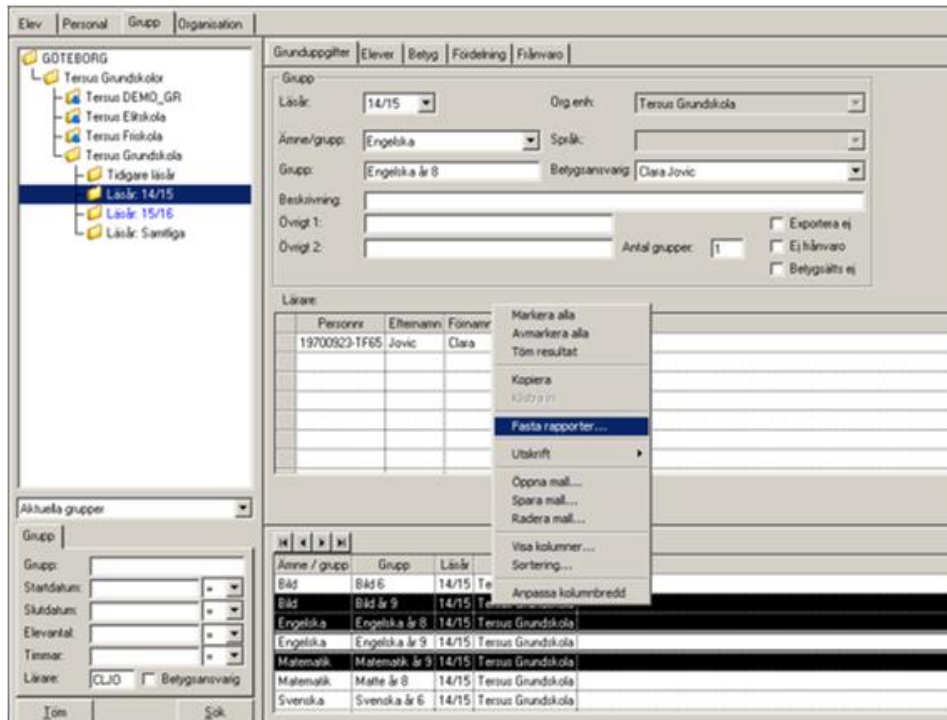 Elev Personal Grupp Organisation
GÖTEBORG
Tersus Grundskolor
Tersus DEMO_GR
Tersus Elitskola
Tersus Friskola
Tersus Grundskola
Tidigare läsår
Läsår: 14/15
Läsår: 15/16
Läsår: Samtliga
Aktuella grupper
Grupp
Grupp:
Startdatum: =
Slutdatum: =
Elevantal: =
Timmar: =
Lärare: CLJO Betygsansvarig
Töm Sök
Grunduppgifter Elever Betyg Fördelning Frånvaro
Grupp
Läsår: 14/15 Org.enh: Tersus Grundskola
Ämne/grupp: Engelska Språk:
Grupp: Engelska år 8 Betygsansvarig: Clara Jovic
Beskrivning:
Övrigt 1: Exportera ej
Övrigt 2: Antal grupper: 1 Ej frånvaro
Betygsätts ej
Lärare:
Personnr Efternamn Förnamn
19700923-TF65 Jovic Clara
Markera alla
Avmarkera alla
Töm resultat
Kopiera
Klistra in
Fasta rapporter...
Utskrift
Öppna mall...
Spara mall...
Radera mall...
Visa kolumner...
Sortering...
Anpassa kolumnbredd
Ämne / grupp Grupp Läsår
Bild Bild 6 14/15 Te
Bild Bild år 9 14/15 Tersus Grundskola
Engelska Engelska år 8 14/15 Tersus Grundskola
Engelska Engelska år 9 14/15 Tersus Grundskola
Matematik Matematik år 9 14/15 Tersus Grundskola
Matematik Matte år 8 14/15 Tersus Grundskola
Svenska Svenska år 6 14/15 Tersus Grundskola